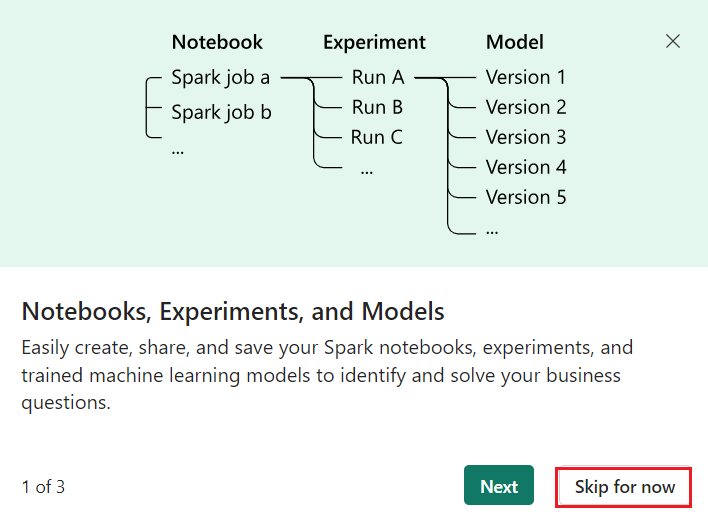 Notebook Experiment Model
Spark job a Run A Version 1
Spark job b Run B Version 2
Run C Version 3
... ... Version 4
Version 5
...
Notebooks, Experiments, and Models
Easily create, share, and save your Spark notebooks, experiments, and
trained machine learning models to identify and solve your business
questions.
1 of 3 Next Skip for now